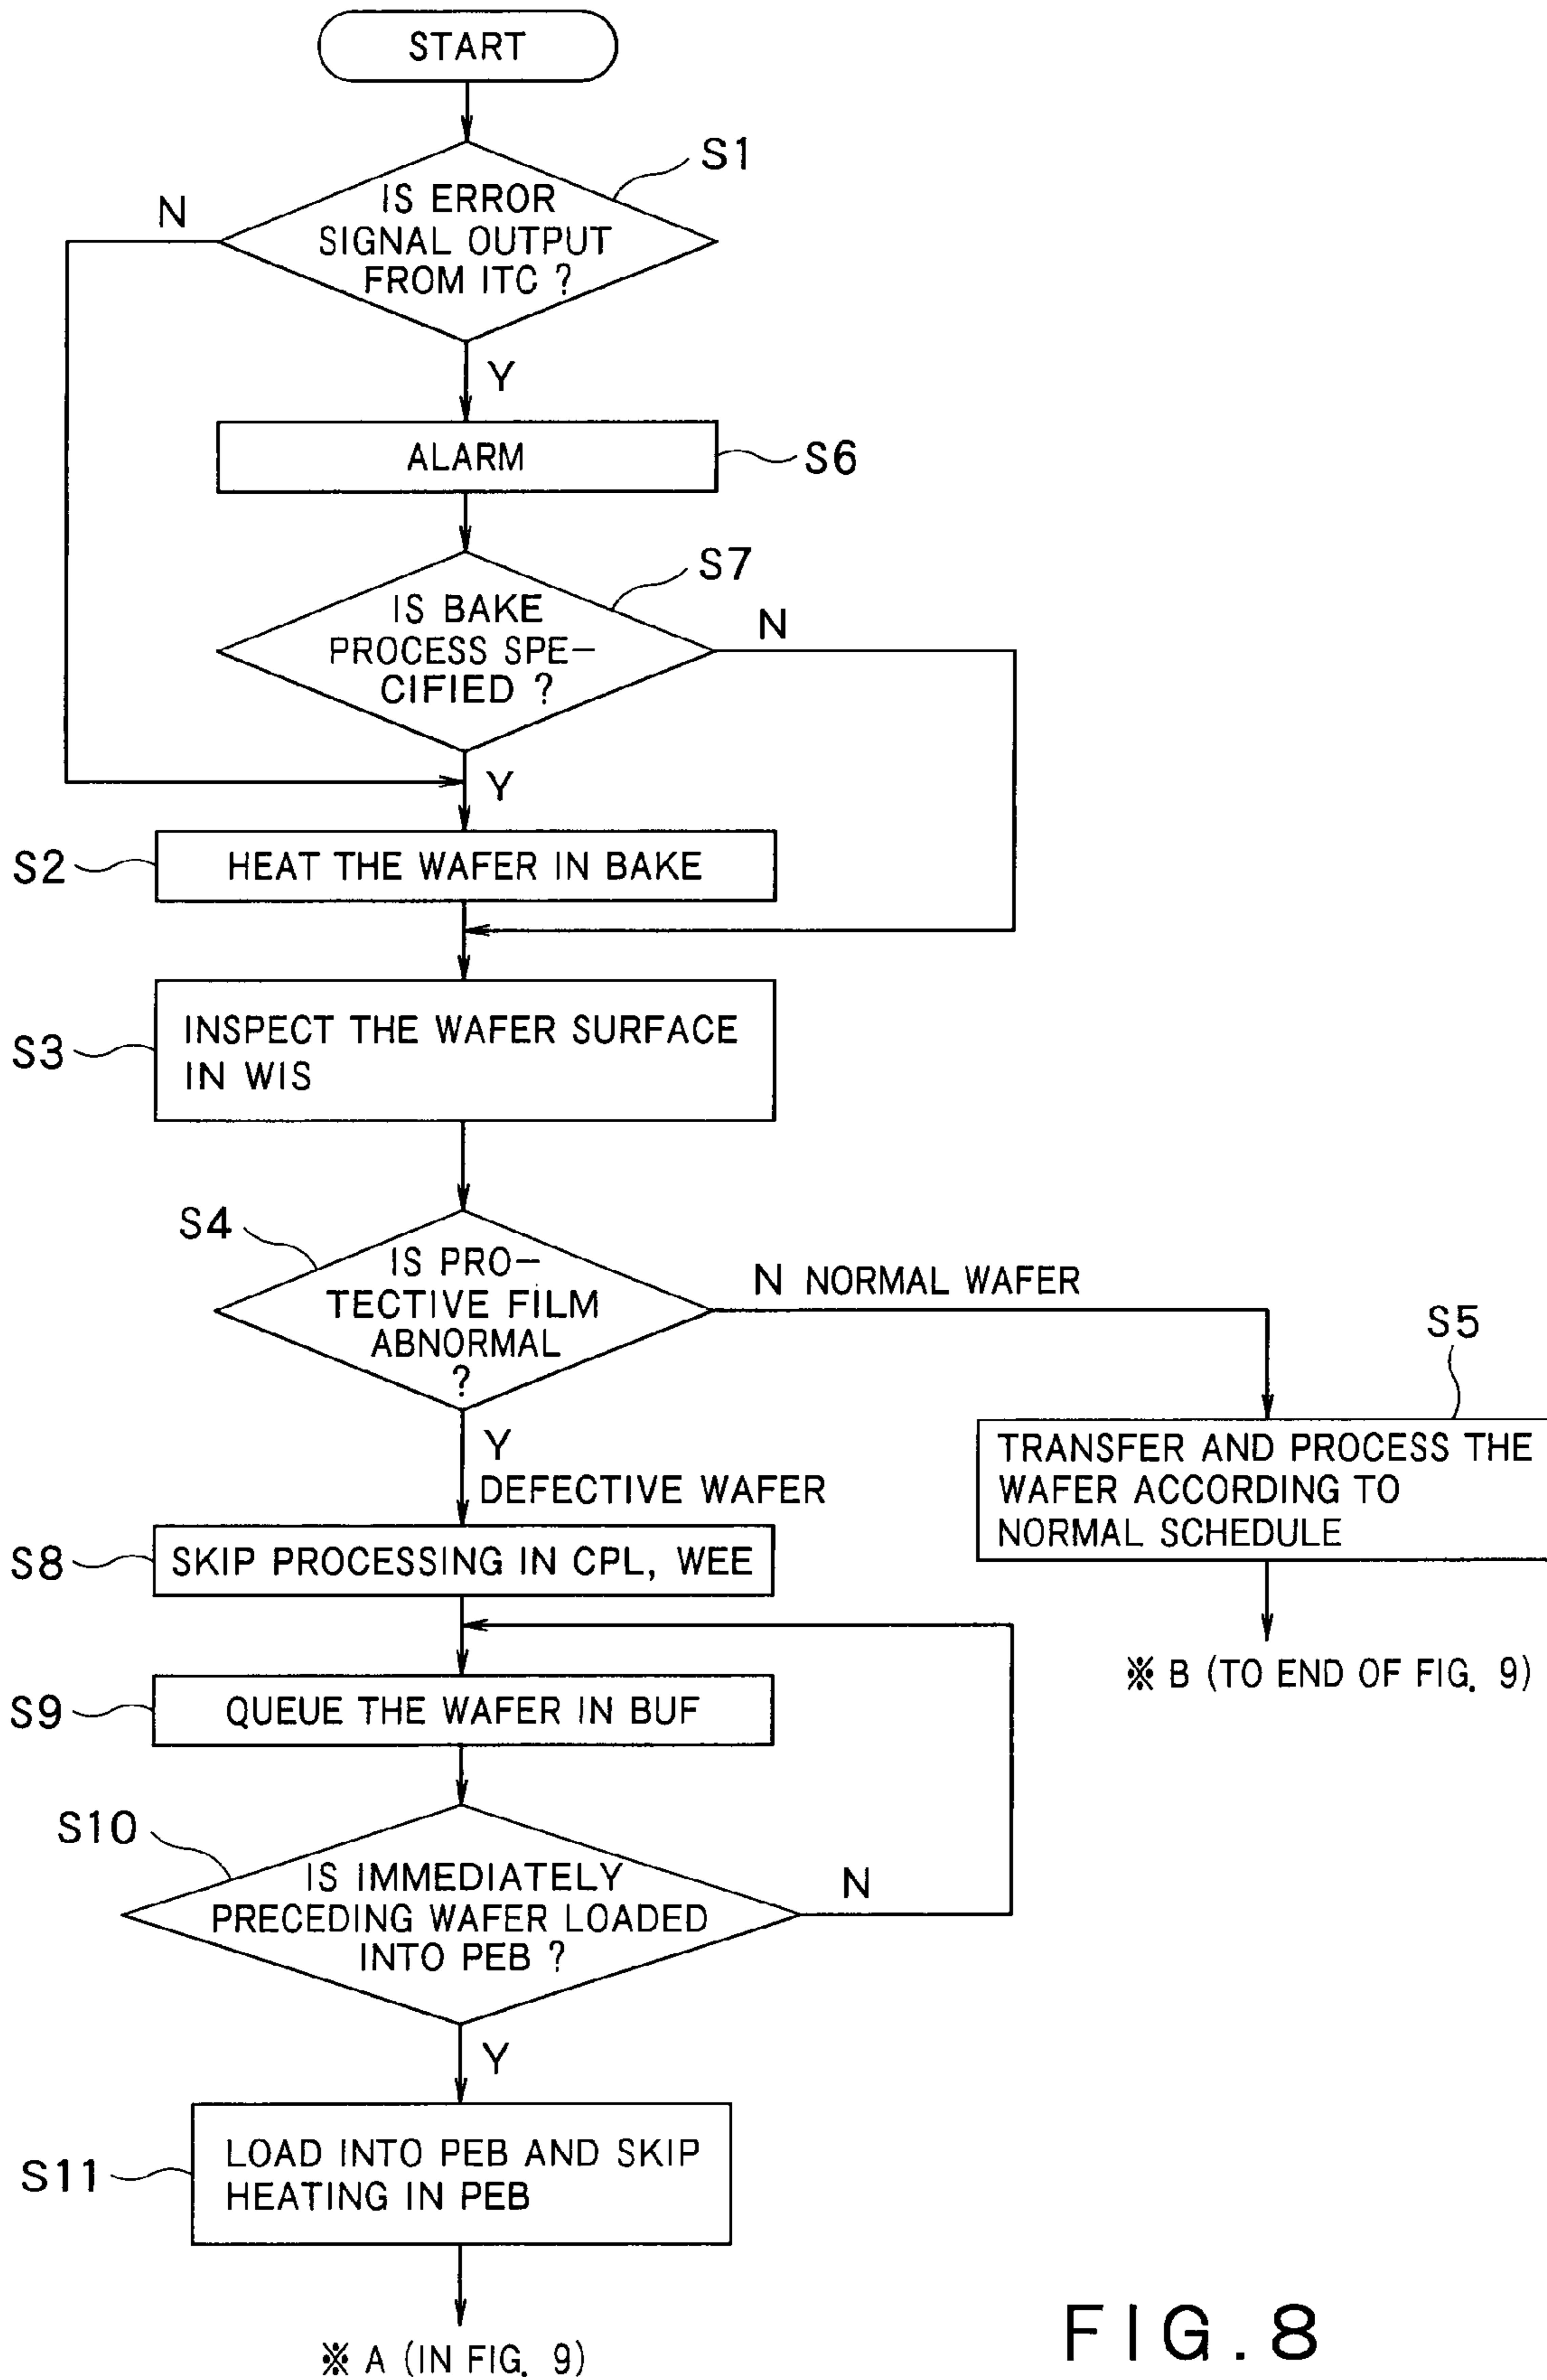 START
S1
IS ERROR
SIGNAL OUTPUT
FROM ITC ?
N
Y
ALARM
S6
S7
IS BAKE
PROCESS SPE-
CIFIED ?
N
Y
S2
HEAT THE WAFER IN BAKE
S3
INSPECT THE WAFER SURFACE
IN WIS
S4
IS PRO-
TECTIVE FILM
ABNORMAL
?
N NORMAL WAFER
S5
TRANSFER AND PROCESS THE
WAFER ACCORDING TO
NORMAL SCHEDULE
※ B (TO END OF FIG. 9)
Y
DEFECTIVE WAFER
S8
SKIP PROCESSING IN CPL, WEE
S9
QUEUE THE WAFER IN BUF
S10
IS IMMEDIATELY
PRECEDING WAFER LOADED
INTO PEB ?
N
Y
S11
LOAD INTO PEB AND SKIP
HEATING IN PEB
※ A (IN FIG. 9)
FIG. 8